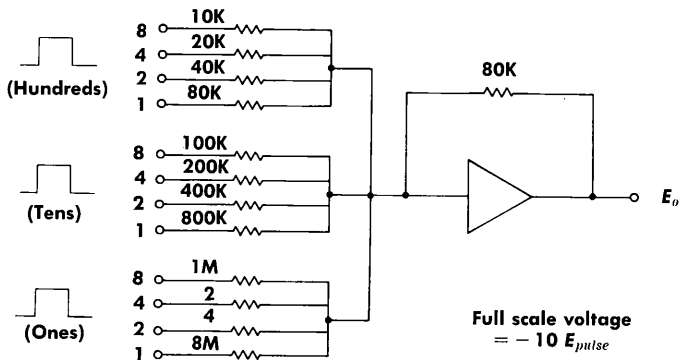 8 10K
4 20K
(Hundreds) 2 40K
1 80K
80K
8 100K
4 200K
(Tens) 2 400K
1 800K
E_o
8 1M
4 2
(Ones) 2 4
1 8M
Full scale voltage
= – 10 E_pulse